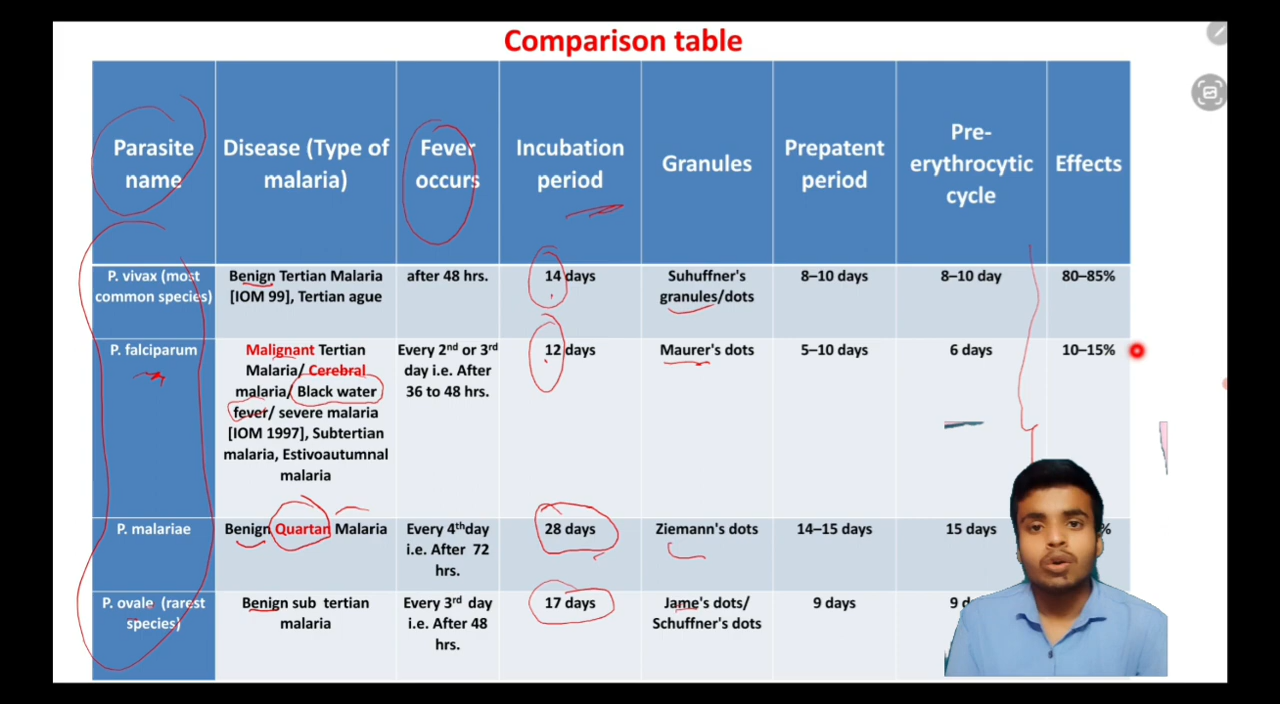 Comparison table
Parasite
name
Disease (Type of
malaria)
Fever
occurs
Incubation
period
Granules
Prepatent
period
Pre-
erythrocytic
cycle
Effects
P. vivax (most
common species)
Benign Tertian Malaria
[IOM 99], Tertian ague
after 48 hrs.
14 days
Suhuffner's
granules/dots
8–10 days
8–10 day
80–85%
P. falciparum
Malignant Tertian
Malaria/ Cerebral
malaria/ Black water
fever/ severe malaria
[IOM 1997], Subtertian
malaria, Estivoautumnal
malaria
Every 2nd or 3rd
day i.e. After
36 to 48 hrs.
12 days
Maurer's dots
5–10 days
6 days
10–15%
P. malariae
Benign Quartan Malaria
Every 4thday
i.e. After 72
hrs.
28 days
Ziemann's dots
14–15 days
15 days
%
P. ovale (rarest
species)
Benign sub tertian
malaria
Every 3rd day
i.e. After 48
hrs.
17 days
Jame's dots/
Schuffner's dots
9 days
9